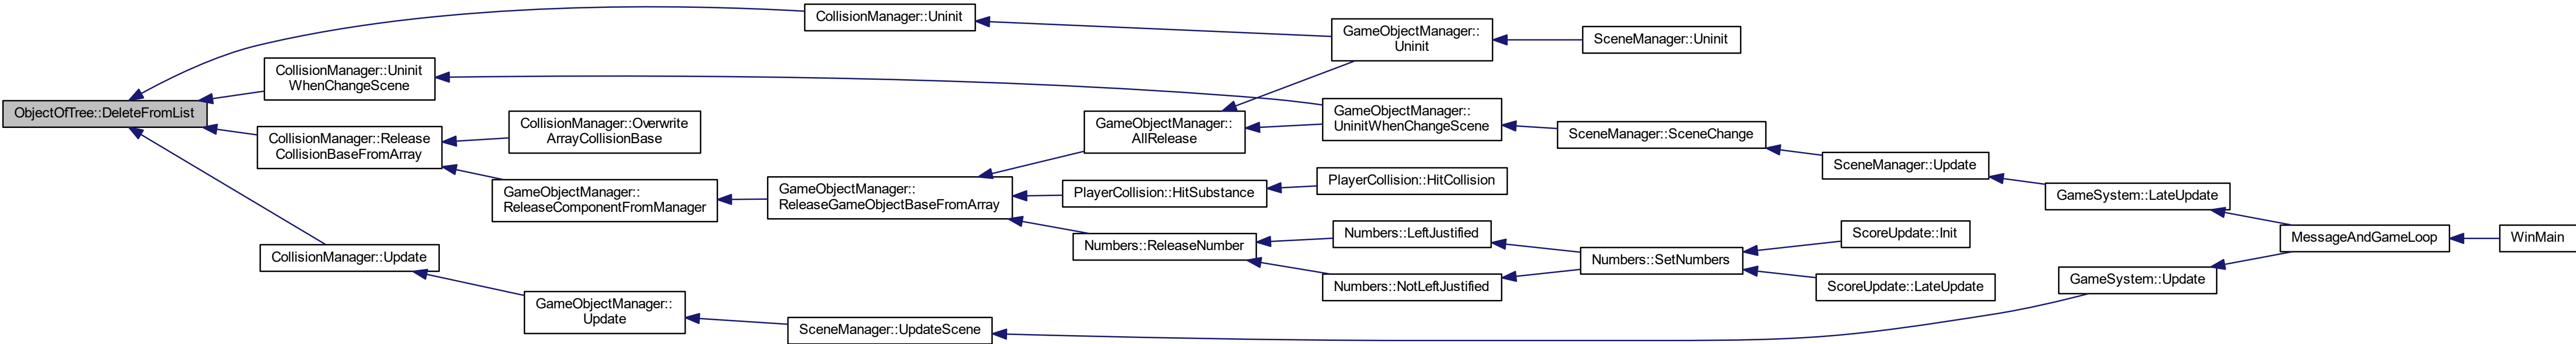 ObjectOfTree::DeleteFromList
CollisionManager::Uninit
CollisionManager::Uninit
WhenChangeScene
CollisionManager::Release
CollisionBaseFromArray
CollisionManager::Update
CollisionManager::Overwrite
ArrayCollisionBase
GameObjectManager::
ReleaseComponentFromManager
GameObjectManager::
Update
GameObjectManager::
ReleaseGameObjectBaseFromArray
SceneManager::UpdateScene
GameObjectManager::
AllRelease
PlayerCollision::HitSubstance
Numbers::ReleaseNumber
GameObjectManager::
Uninit
GameObjectManager::
UninitWhenChangeScene
PlayerCollision::HitCollision
Numbers::LeftJustified
Numbers::NotLeftJustified
SceneManager::Uninit
SceneManager::SceneChange
Numbers::SetNumbers
SceneManager::Update
ScoreUpdate::Init
ScoreUpdate::LateUpdate
GameSystem::LateUpdate
GameSystem::Update
MessageAndGameLoop
WinMain